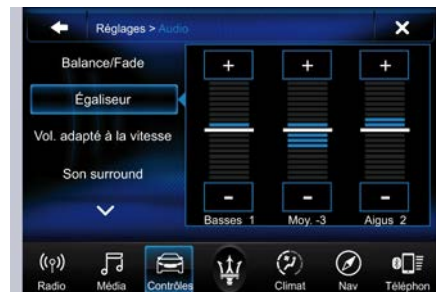 Réglages > Audio
Balance/Fade
Égaliseur
Vol. adapté à la vitesse
Son surround
+ + +
- - -
Basses 1 Moy. -3 Aigus 2
Radio Média Contrôles Climat Nav Téléphon